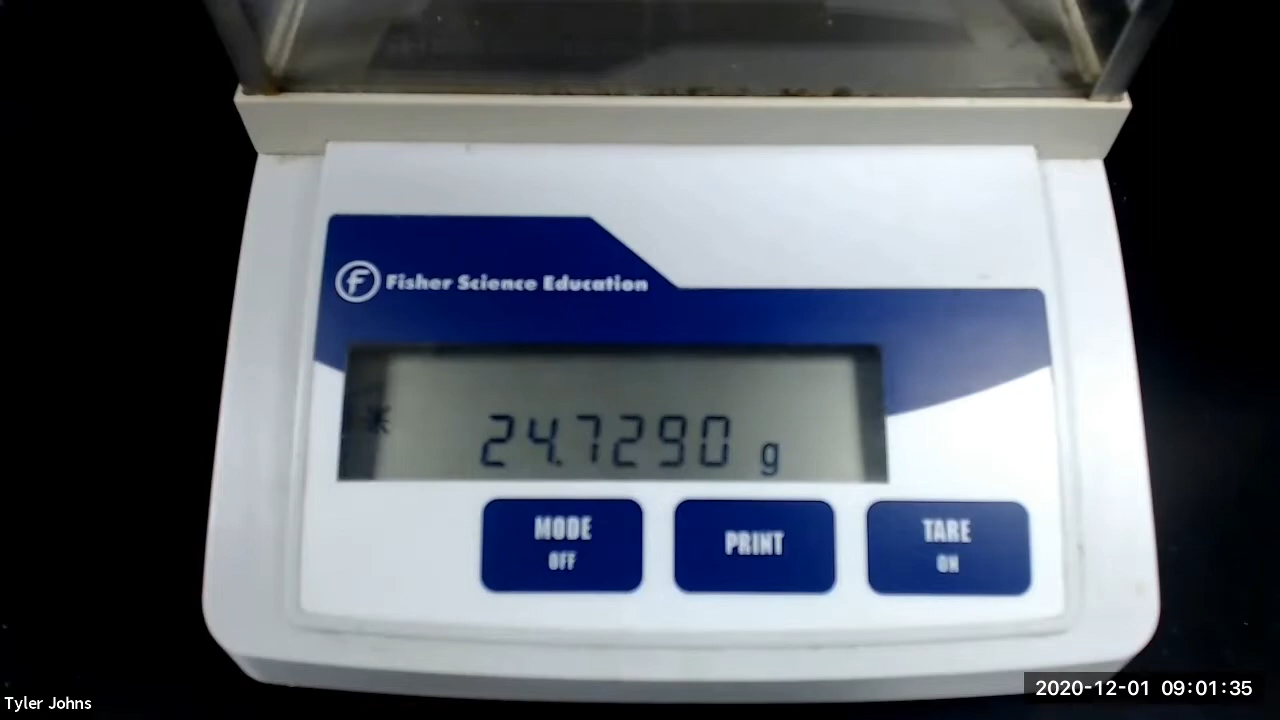 Fisher Science Education
* 24.7290 g
MODE
OFF
PRINT
TARE
ON
Tyler Johns
2020-12-01 09:01:35